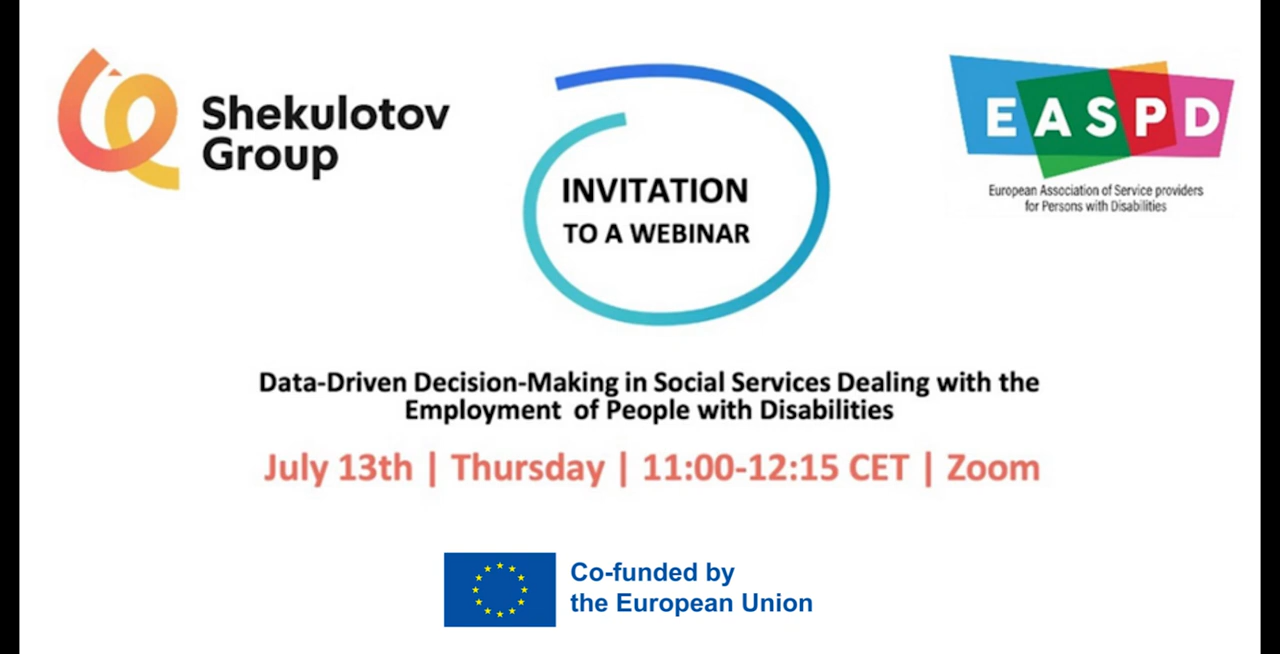 Shekulotov
Group
INVITATION
TO A WEBINAR
EASPD
European Association of Service providers
for Persons with Disabilities
Data-Driven Decision-Making in Social Services Dealing with the
Employment of People with Disabilities
July 13th | Thursday | 11:00-12:15 CET | Zoom
Co-funded by
the European Union